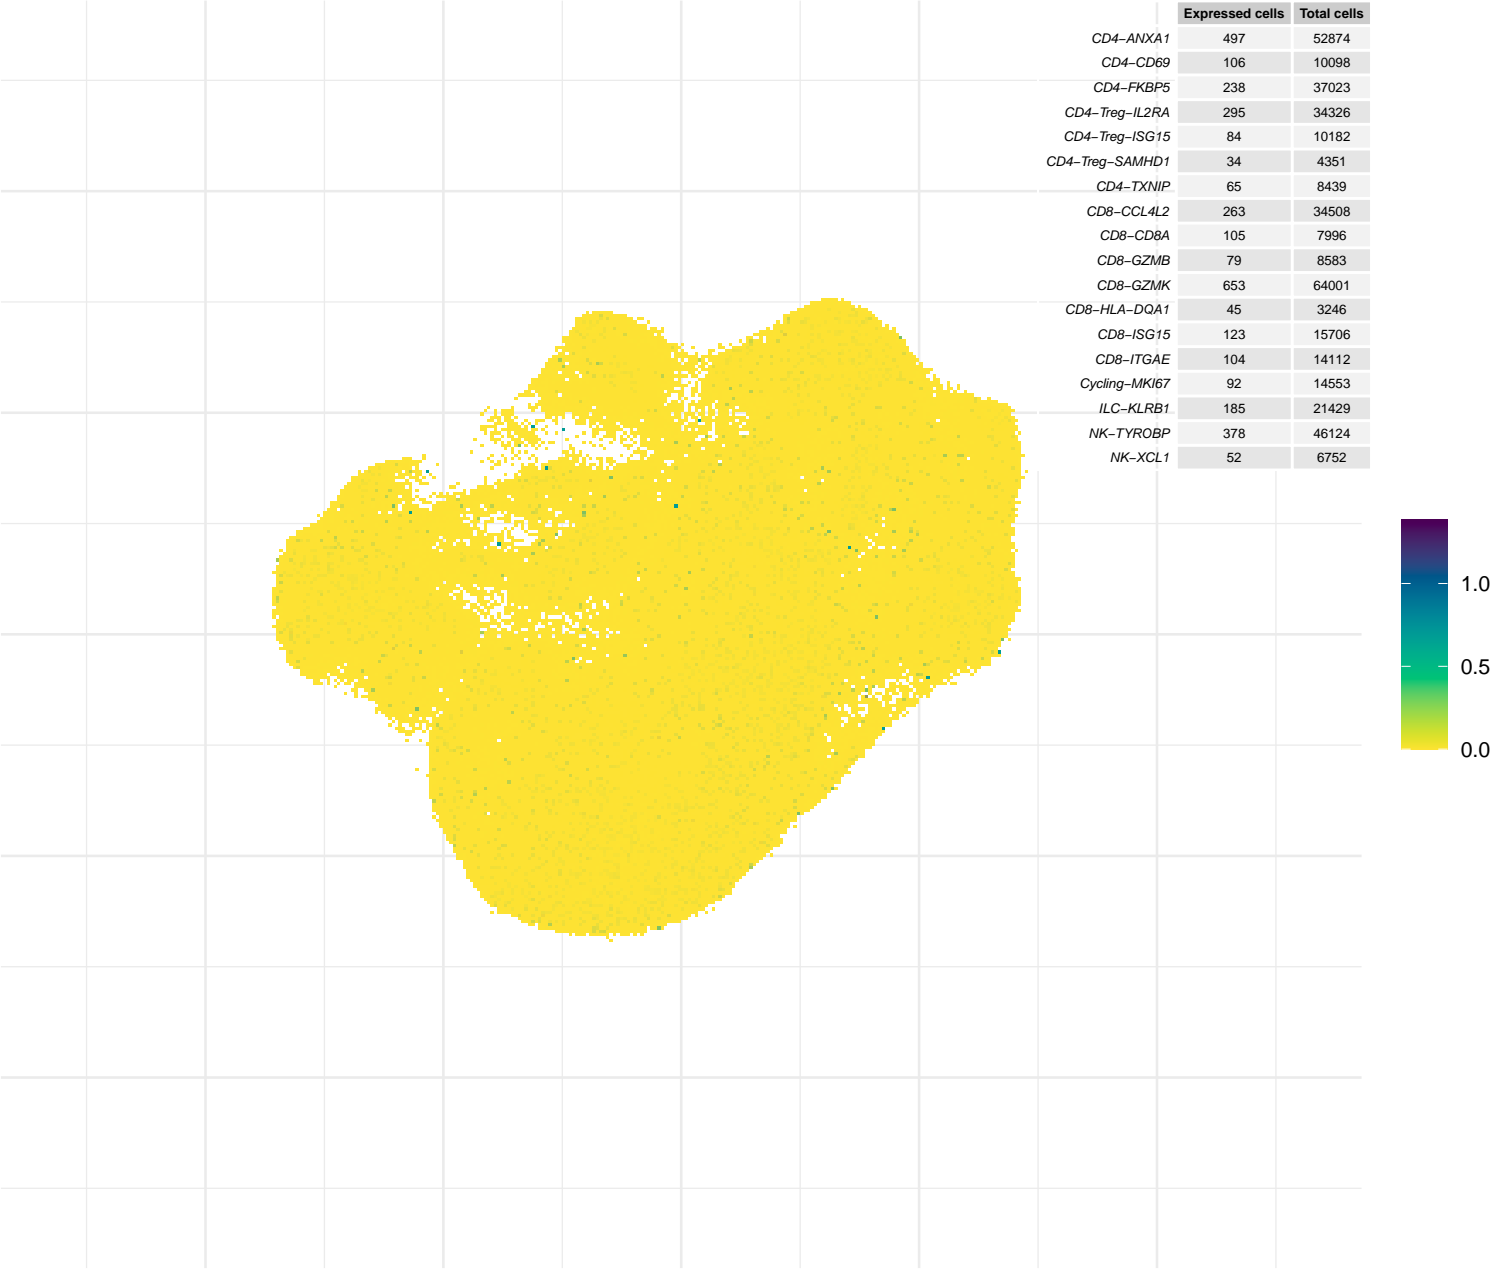 Expressed cells Total cells
CD4−ANXA1 497 52874
CD4−CD69 106 10098
CD4−FKBP5 238 37023
CD4−Treg−IL2RA 295 34326
CD4−Treg−ISG15 84 10182
CD4−Treg−SAMHD1 34 4351
CD4−TXNIP 65 8439
CD8−CCL4L2 263 34508
CD8−CD8A 105 7996
CD8−GZMB 79 8583
CD8−GZMK 653 64001
CD8−HLA−DQA1 45 3246
CD8−ISG15 123 15706
CD8−ITGAE 104 14112
Cycling−MKI67 92 14553
ILC−KLRB1 185 21429
NK−TYROBP 378 46124
NK−XCL1 52 6752
1.0
0.5
0.0